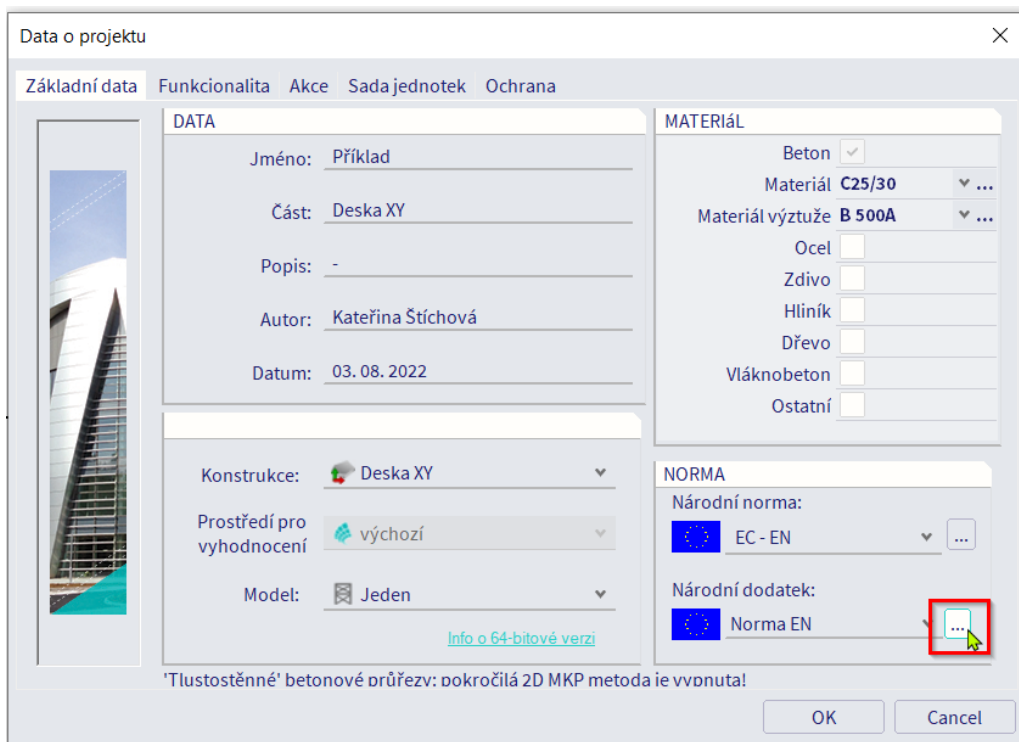 Data o projektu
Základní data Funkcionalita Akce Sada jednotek Ochrana
DATA
Jméno: Příklad
Část: Deska XY
Popis: -
Autor: Kateřina Štíchová
Datum: 03. 08. 2022
Konstrukce: Deska XY
Prostředí pro
vyhodnocení
výchozí
Model: Jeden
Info o 64-bitové verzi
MATERIáL
Beton
Materiál C25/30 ...
Materiál výztuže B 500A ...
Ocel
Zdivo
Hliník
Dřevo
Vláknobeton
Ostatní
NORMA
Národní norma:
EC - EN ...
Národní dodatek:
Norma EN ...
'Tlustostěnné' betonové průřezy: pokročilá 2D MKP metoda je vypnuta!
OK Cancel